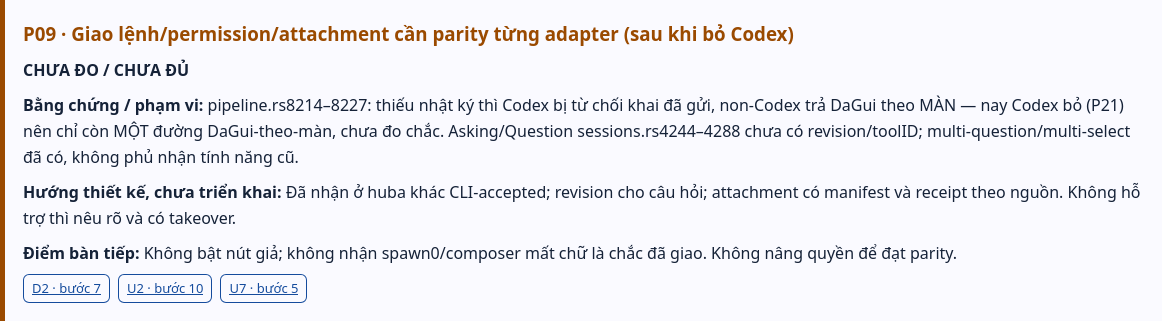 P09 · Giao lệnh/permission/attachment cần parity từng adapter (sau khi bỏ Codex)
CHƯA ĐO / CHƯA ĐỦ
Bằng chứng / phạm vi: pipeline.rs8214–8227: thiếu nhật ký thì Codex bị từ chối khai đã gửi, non-Codex trả DaGui theo MÀN — nay Codex bỏ (P21)
nên chỉ còn MỘT đường DaGui-theo-màn, chưa đo chắc. Asking/Question sessions.rs4244–4288 chưa có revision/toolID; multi-question/multi-select
đã có, không phủ nhận tính năng cũ.
Hướng thiết kế, chưa triển khai: Đã nhận ở huba khác CLI-accepted; revision cho câu hỏi; attachment có manifest và receipt theo nguồn. Không hỗ
trợ thì nêu rõ và có takeover.
Điểm bàn tiếp: Không bật nút giả; không nhận spawn0/composer mất chữ là chắc đã giao. Không nâng quyền để đạt parity.
D2 · bước 7 U2 · bước 10 U7 · bước 5